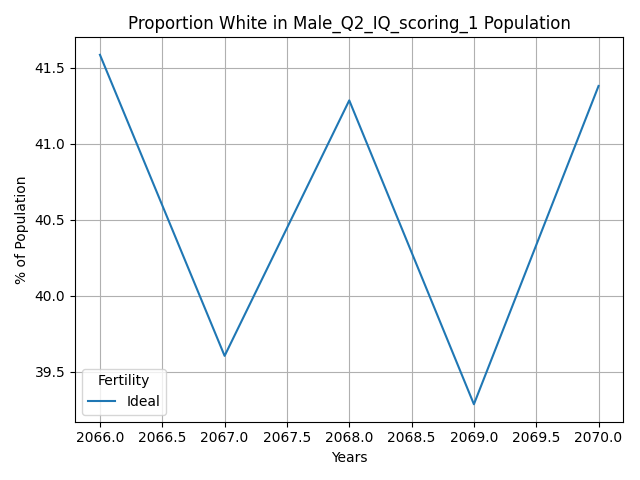 Proportion White in Male_Q2_IQ_scoring_1 Population
% of Population
41.5
41.0
40.5
40.0
39.5
Fertility
Ideal
2066.0 2066.5 2067.0 2067.5 2068.0 2068.5 2069.0 2069.5 2070.0
Years